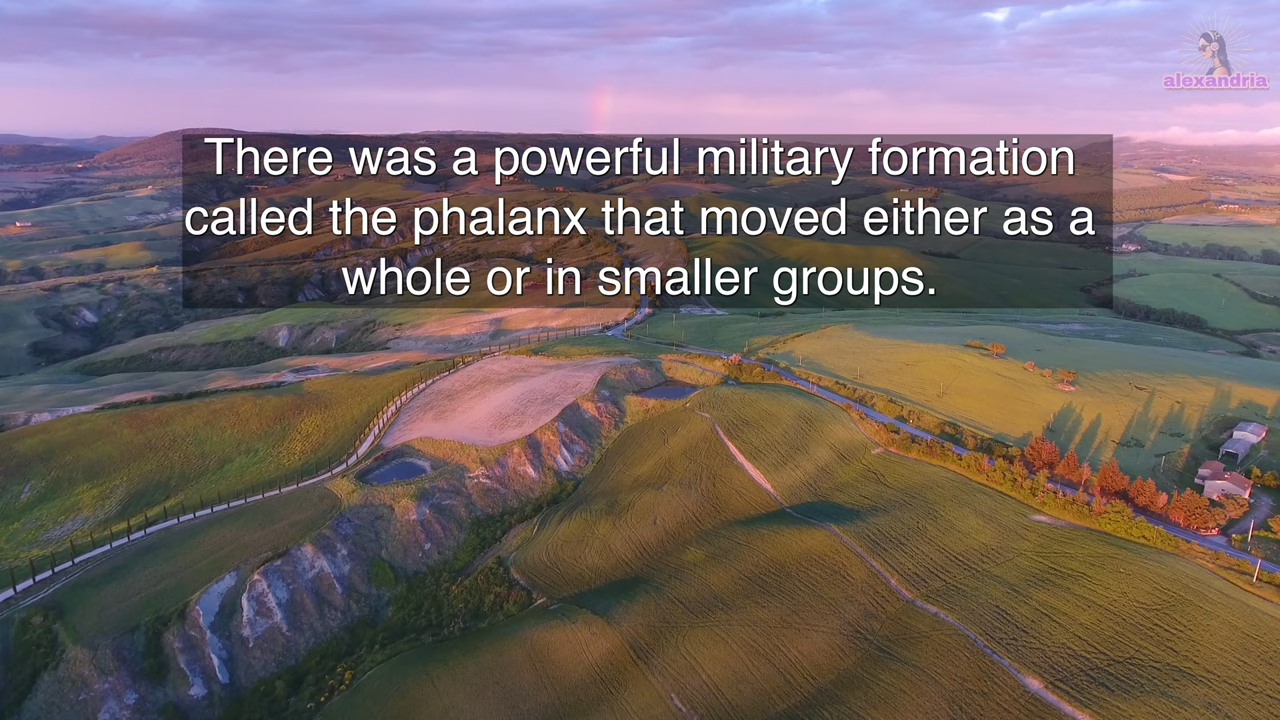 alexandria
There was a powerful military formation
called the phalanx that moved either as a
whole or in smaller groups.